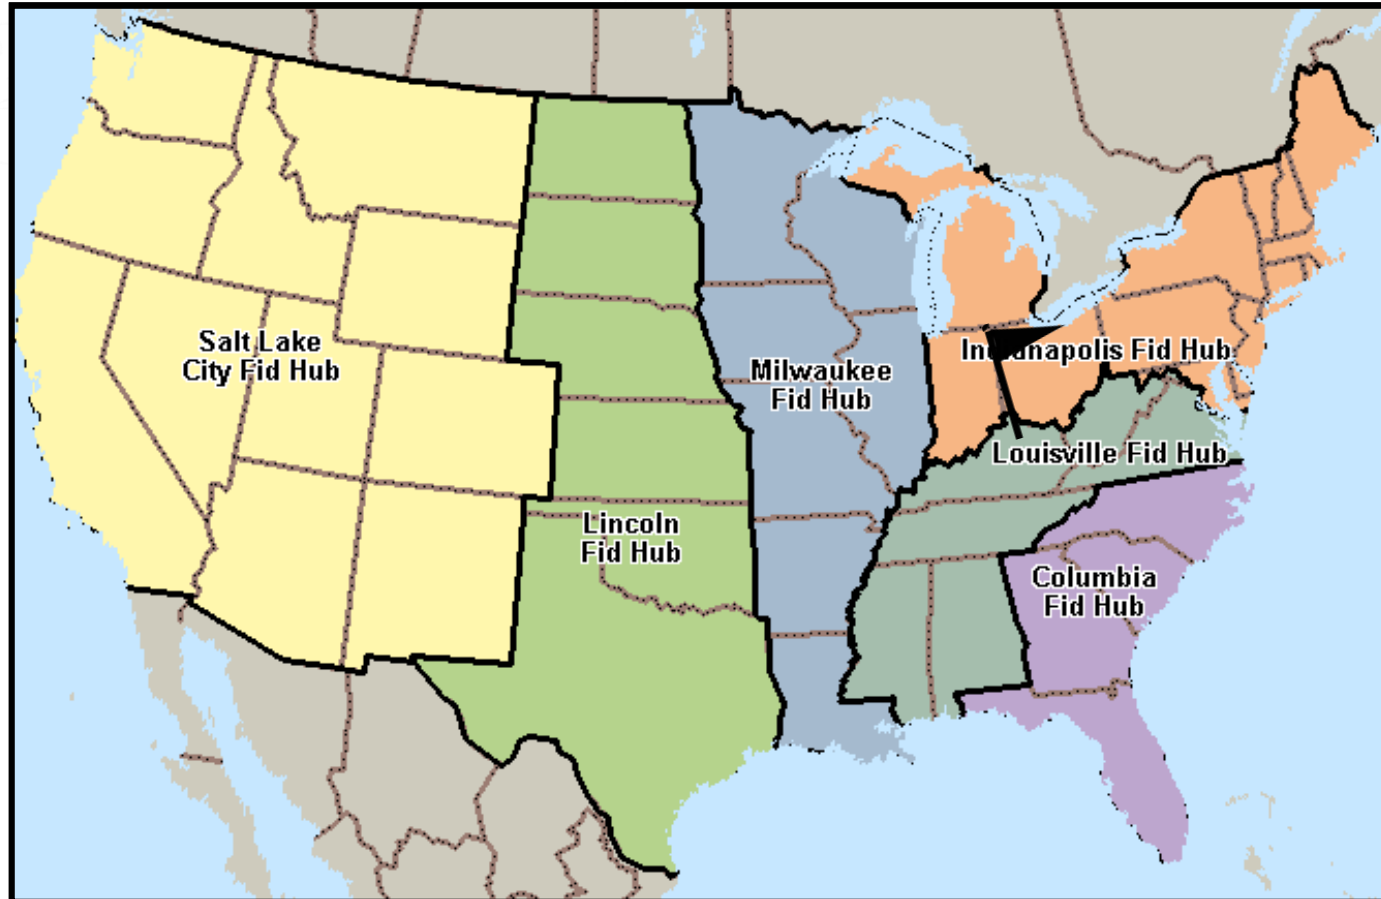 Salt Lake
City Fid Hub
Milwaukee
Fid Hub
Indianapolis Fid Hub
Louisville Fid Hub
Lincoln
Fid Hub
Columbia
Fid Hub